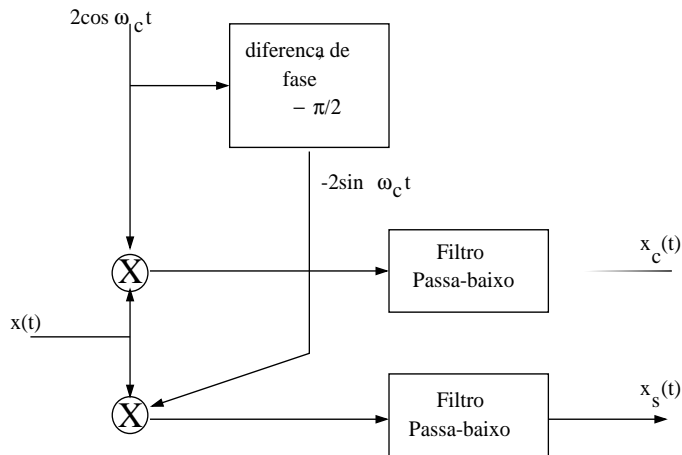 2cos ω_c t
diferença de
fase
− π/2
-2sin ω_c t
Filtro
Passa-baixo
x_c(t)
X
x(t)
X
Filtro
Passa-baixo
x_s(t)